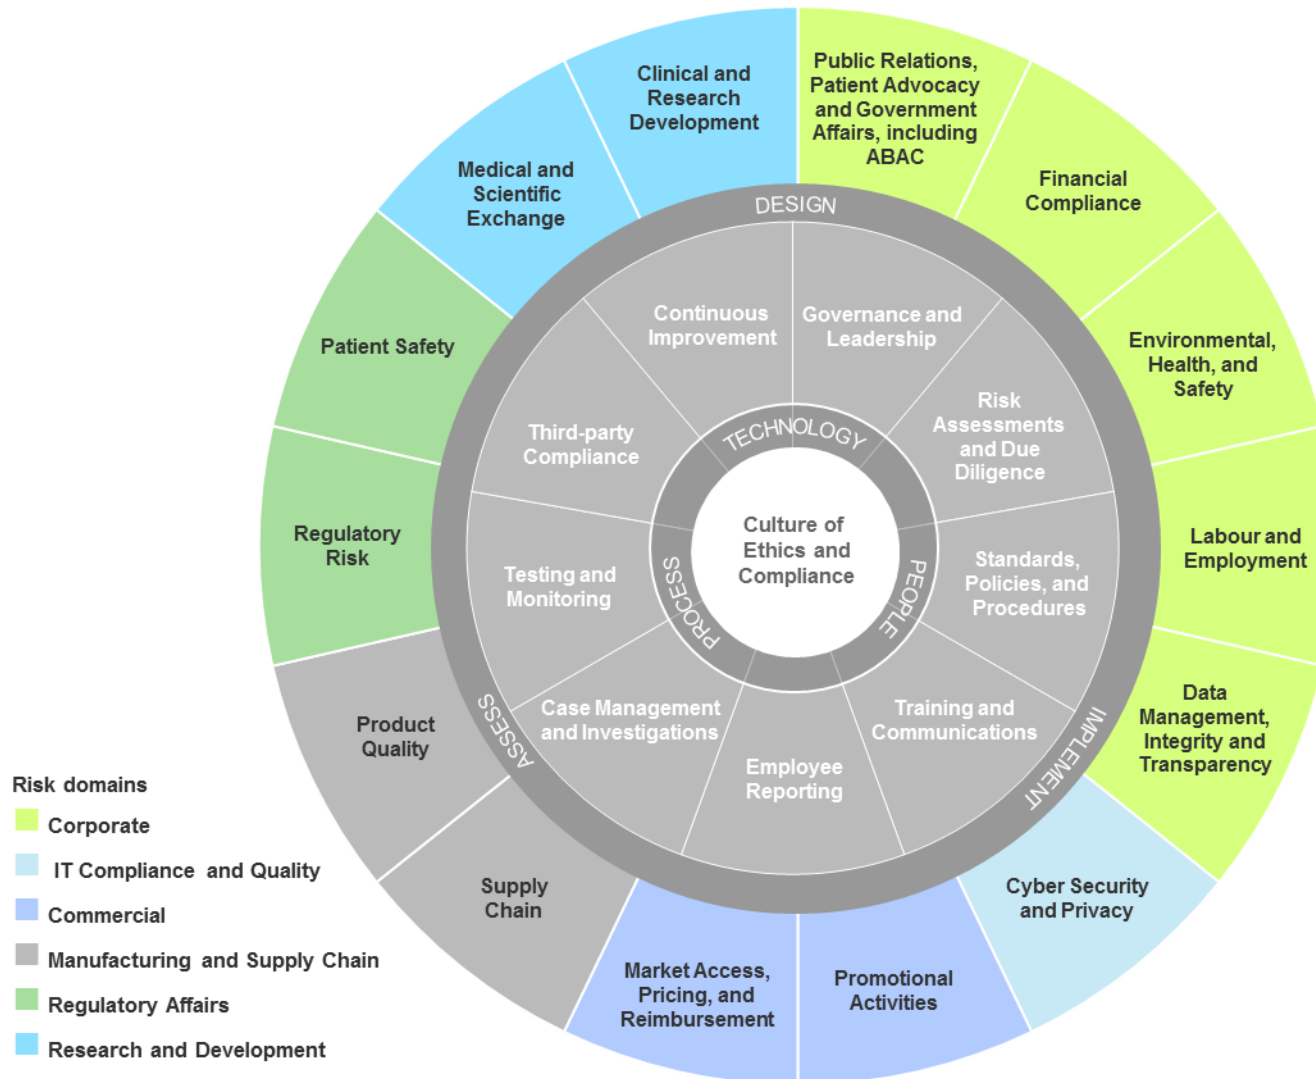 Clinical and
Research
Development
Public Relations,
Patient Advocacy
and Government
Affairs, including
ABAC
Medical and
Scientific
Exchange
Financial
Compliance
DESIGN
Continuous
Improvement
Governance and
Leadership
Patient Safety
Environmental,
Health, and
Safety
Third-party
Compliance
Risk
Assessments
and Due
Diligence
TECHNOLOGY
Culture of
Ethics and
Compliance
PROCESS
PEOPLE
Regulatory
Risk
Testing and
Monitoring
Standards,
Policies, and
Procedures
Labour and
Employment
Product
Quality
ASSESS
Case Management
and Investigations
Employee
Reporting
Training and
Communications
IMPLEMENT
Data
Management,
Integrity and
Transparency
Supply
Chain
Market Access,
Pricing, and
Reimbursement
Promotional
Activities
Cyber Security
and Privacy
Risk domains
Corporate
IT Compliance and Quality
Commercial
Manufacturing and Supply Chain
Regulatory Affairs
Research and Development